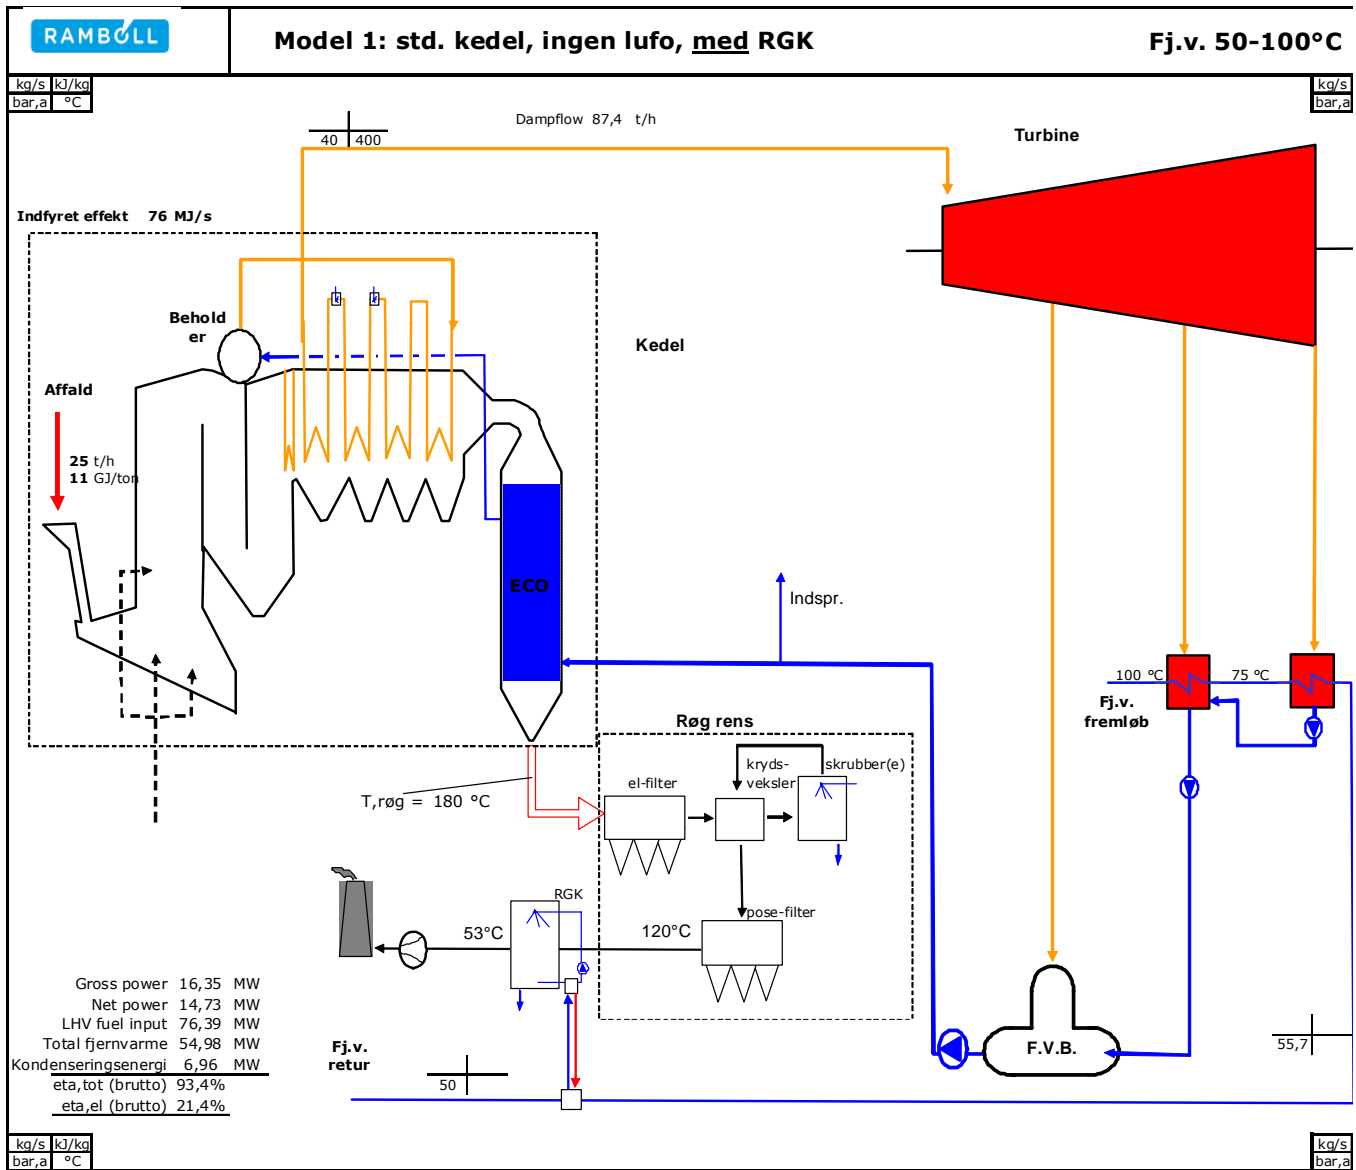 RAMBOLL
Model 1: std. kedel, ingen lufo, med RGK
Fj.v. 50-100°C
kg/s kJ/kg
bar,a °C
kg/s
bar,a
40 400
Dampflow 87,4 t/h
Turbine
Indfyret effekt 76 MJ/s
Behold
er
Kedel
Affald
25 t/h
11 GJ/ton
ECO
Indspr.
100 °C
75 °C
Fj.v.
fremløb
Røg rens
T,røg = 180 °C
el-filter
kryds-
veksler
skrubber(e)
RGK
53°C
120°C
pose-filter
Gross power 16,35 MW
Net power 14,73 MW
LHV fuel input 76,39 MW
Total fjernvarme 54,98 MW
Kondenseringsenergi 6,96 MW
eta,tot (brutto) 93,4%
eta,el (brutto) 21,4%
Fj.v.
retur
50
F.V.B.
55,7
kg/s kJ/kg
bar,a °C
kg/s
bar,a